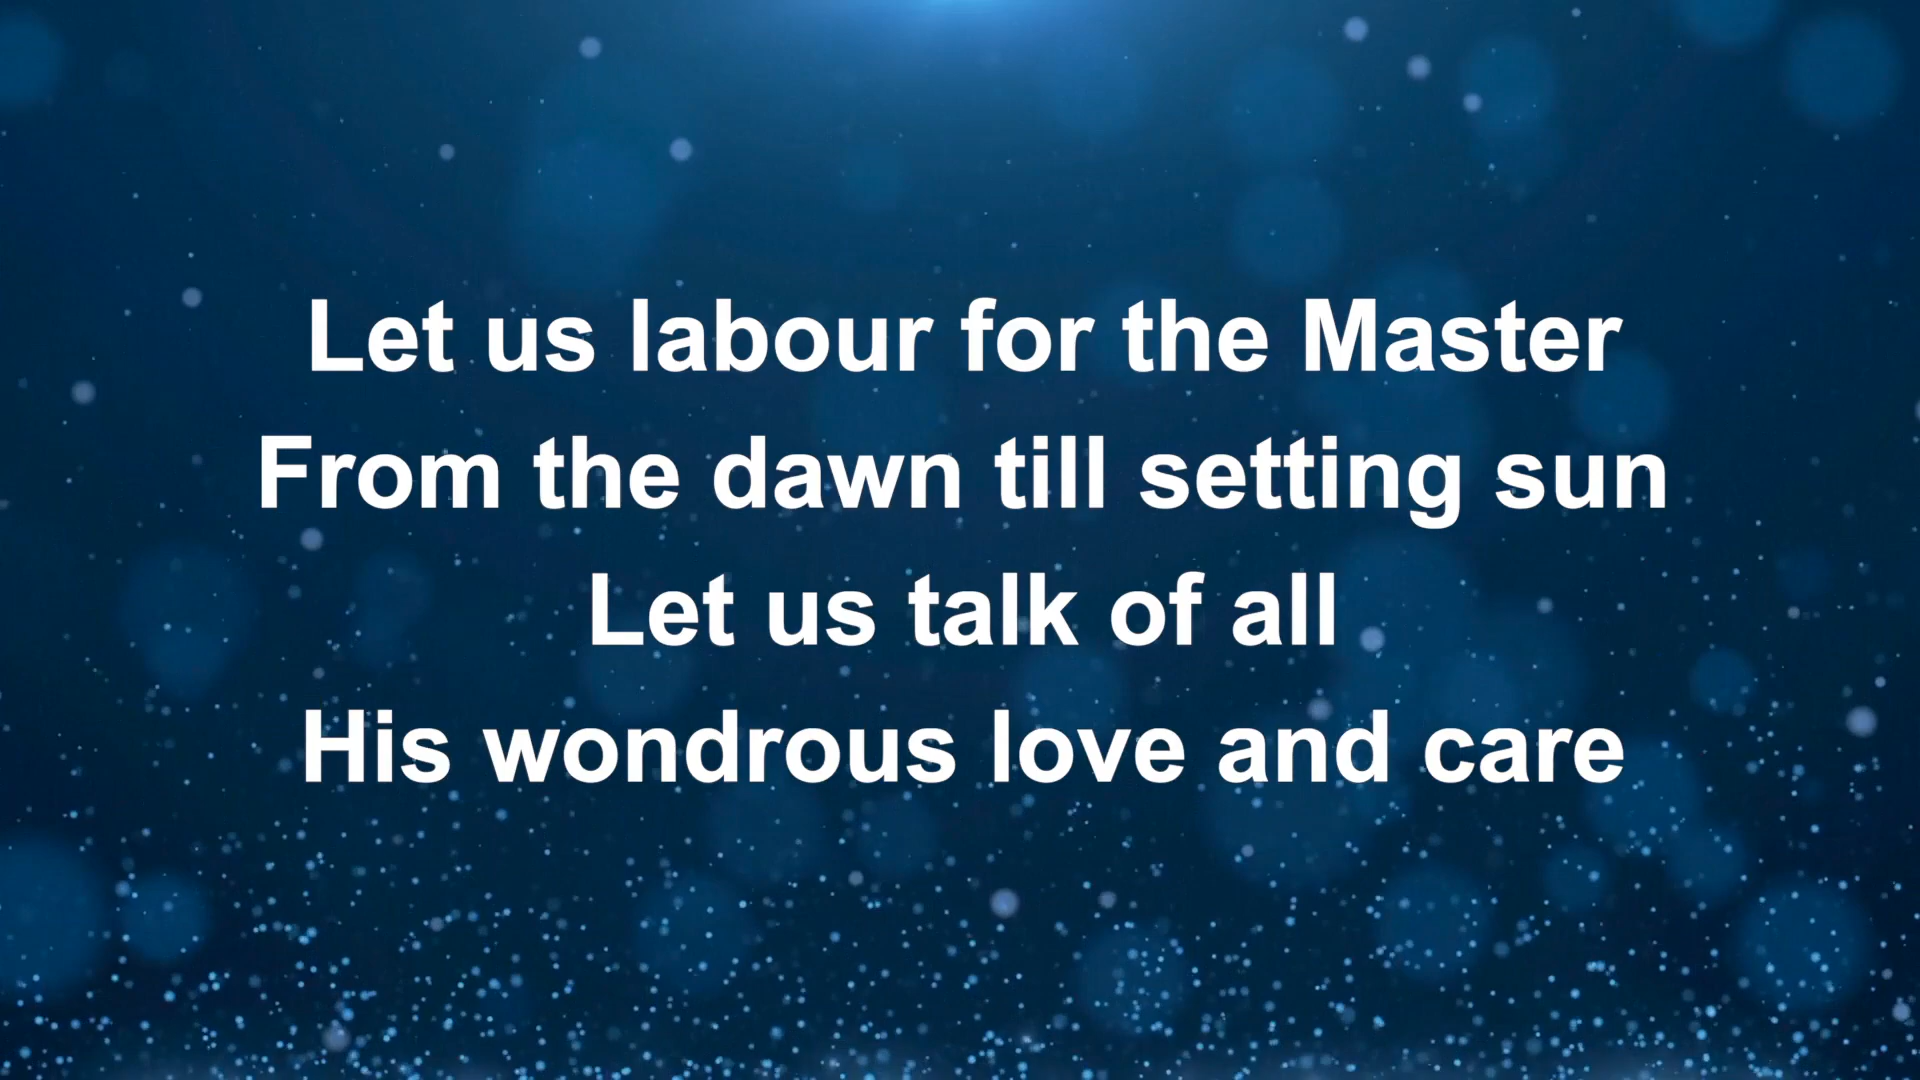 Let us labour for the Master
From the dawn till setting sun
Let us talk of all
His wondrous love and care